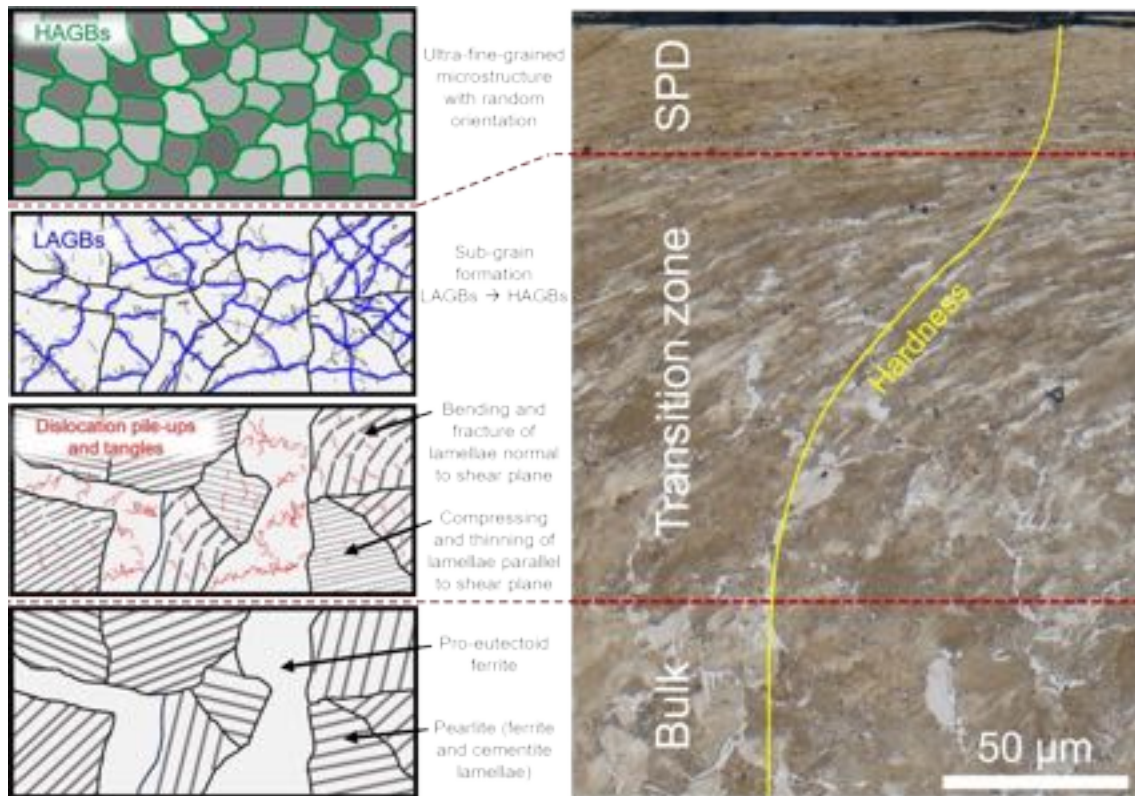 HAGBs
Ultra-fine-grained
microstructure
with random
orientation
LAGBs
Sub-grain
formation
LAGBs → HAGBs
Dislocation pile-ups
and tangles
Bending and
fracture of
lamellae normal
to shear plane
Compressing
and thinning of
lamellae parallel
to shear plane
Pro-eutectoid
ferrite
Pearlite (ferrite
and cementite
lamellae)
SPD
Transition zone
Hardness
Bulk
50 µm